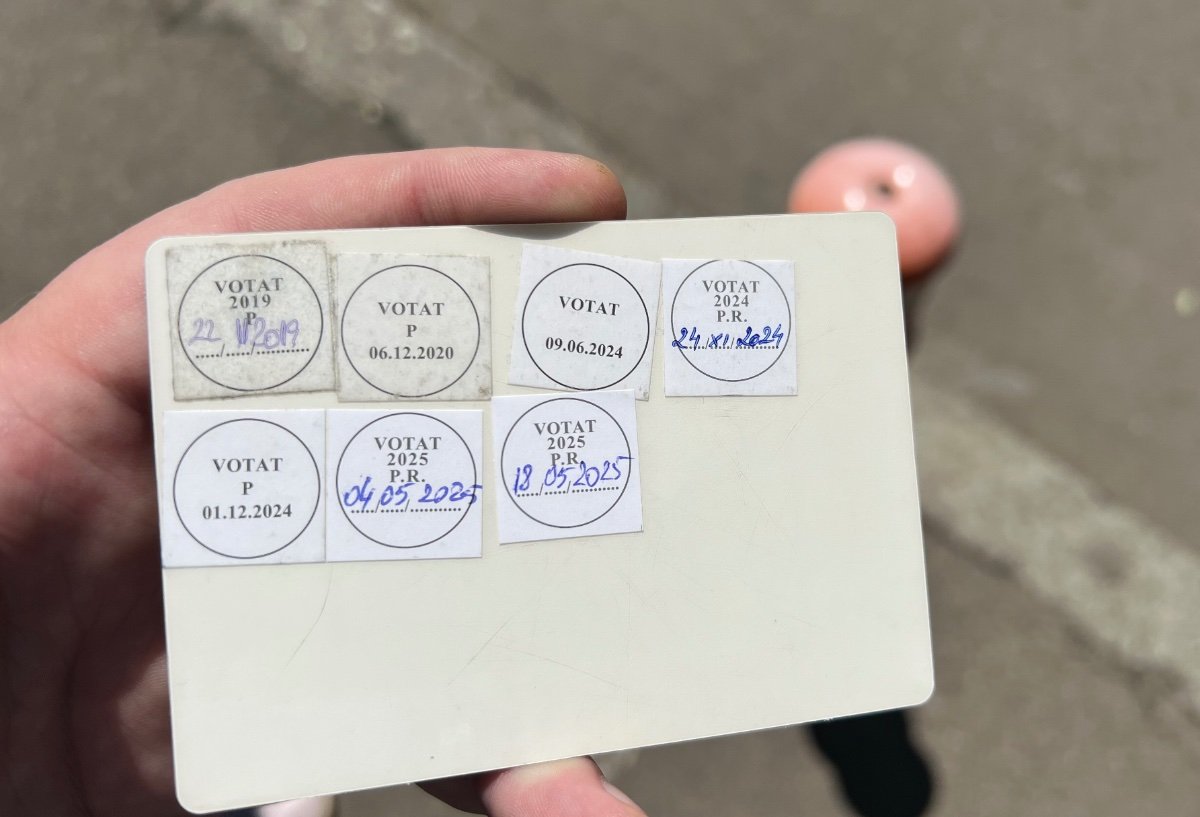 VOTAT
2019
P
22 / 11 / 2019
VOTAT
P
06.12.2020
VOTAT
09.06.2024
VOTAT
2024
P.R.
24 / XI / 2024
VOTAT
P
01.12.2024
VOTAT
2025
P.R.
04 / 05 / 2025
VOTAT
2025
P.R.
18 / 05 / 2025